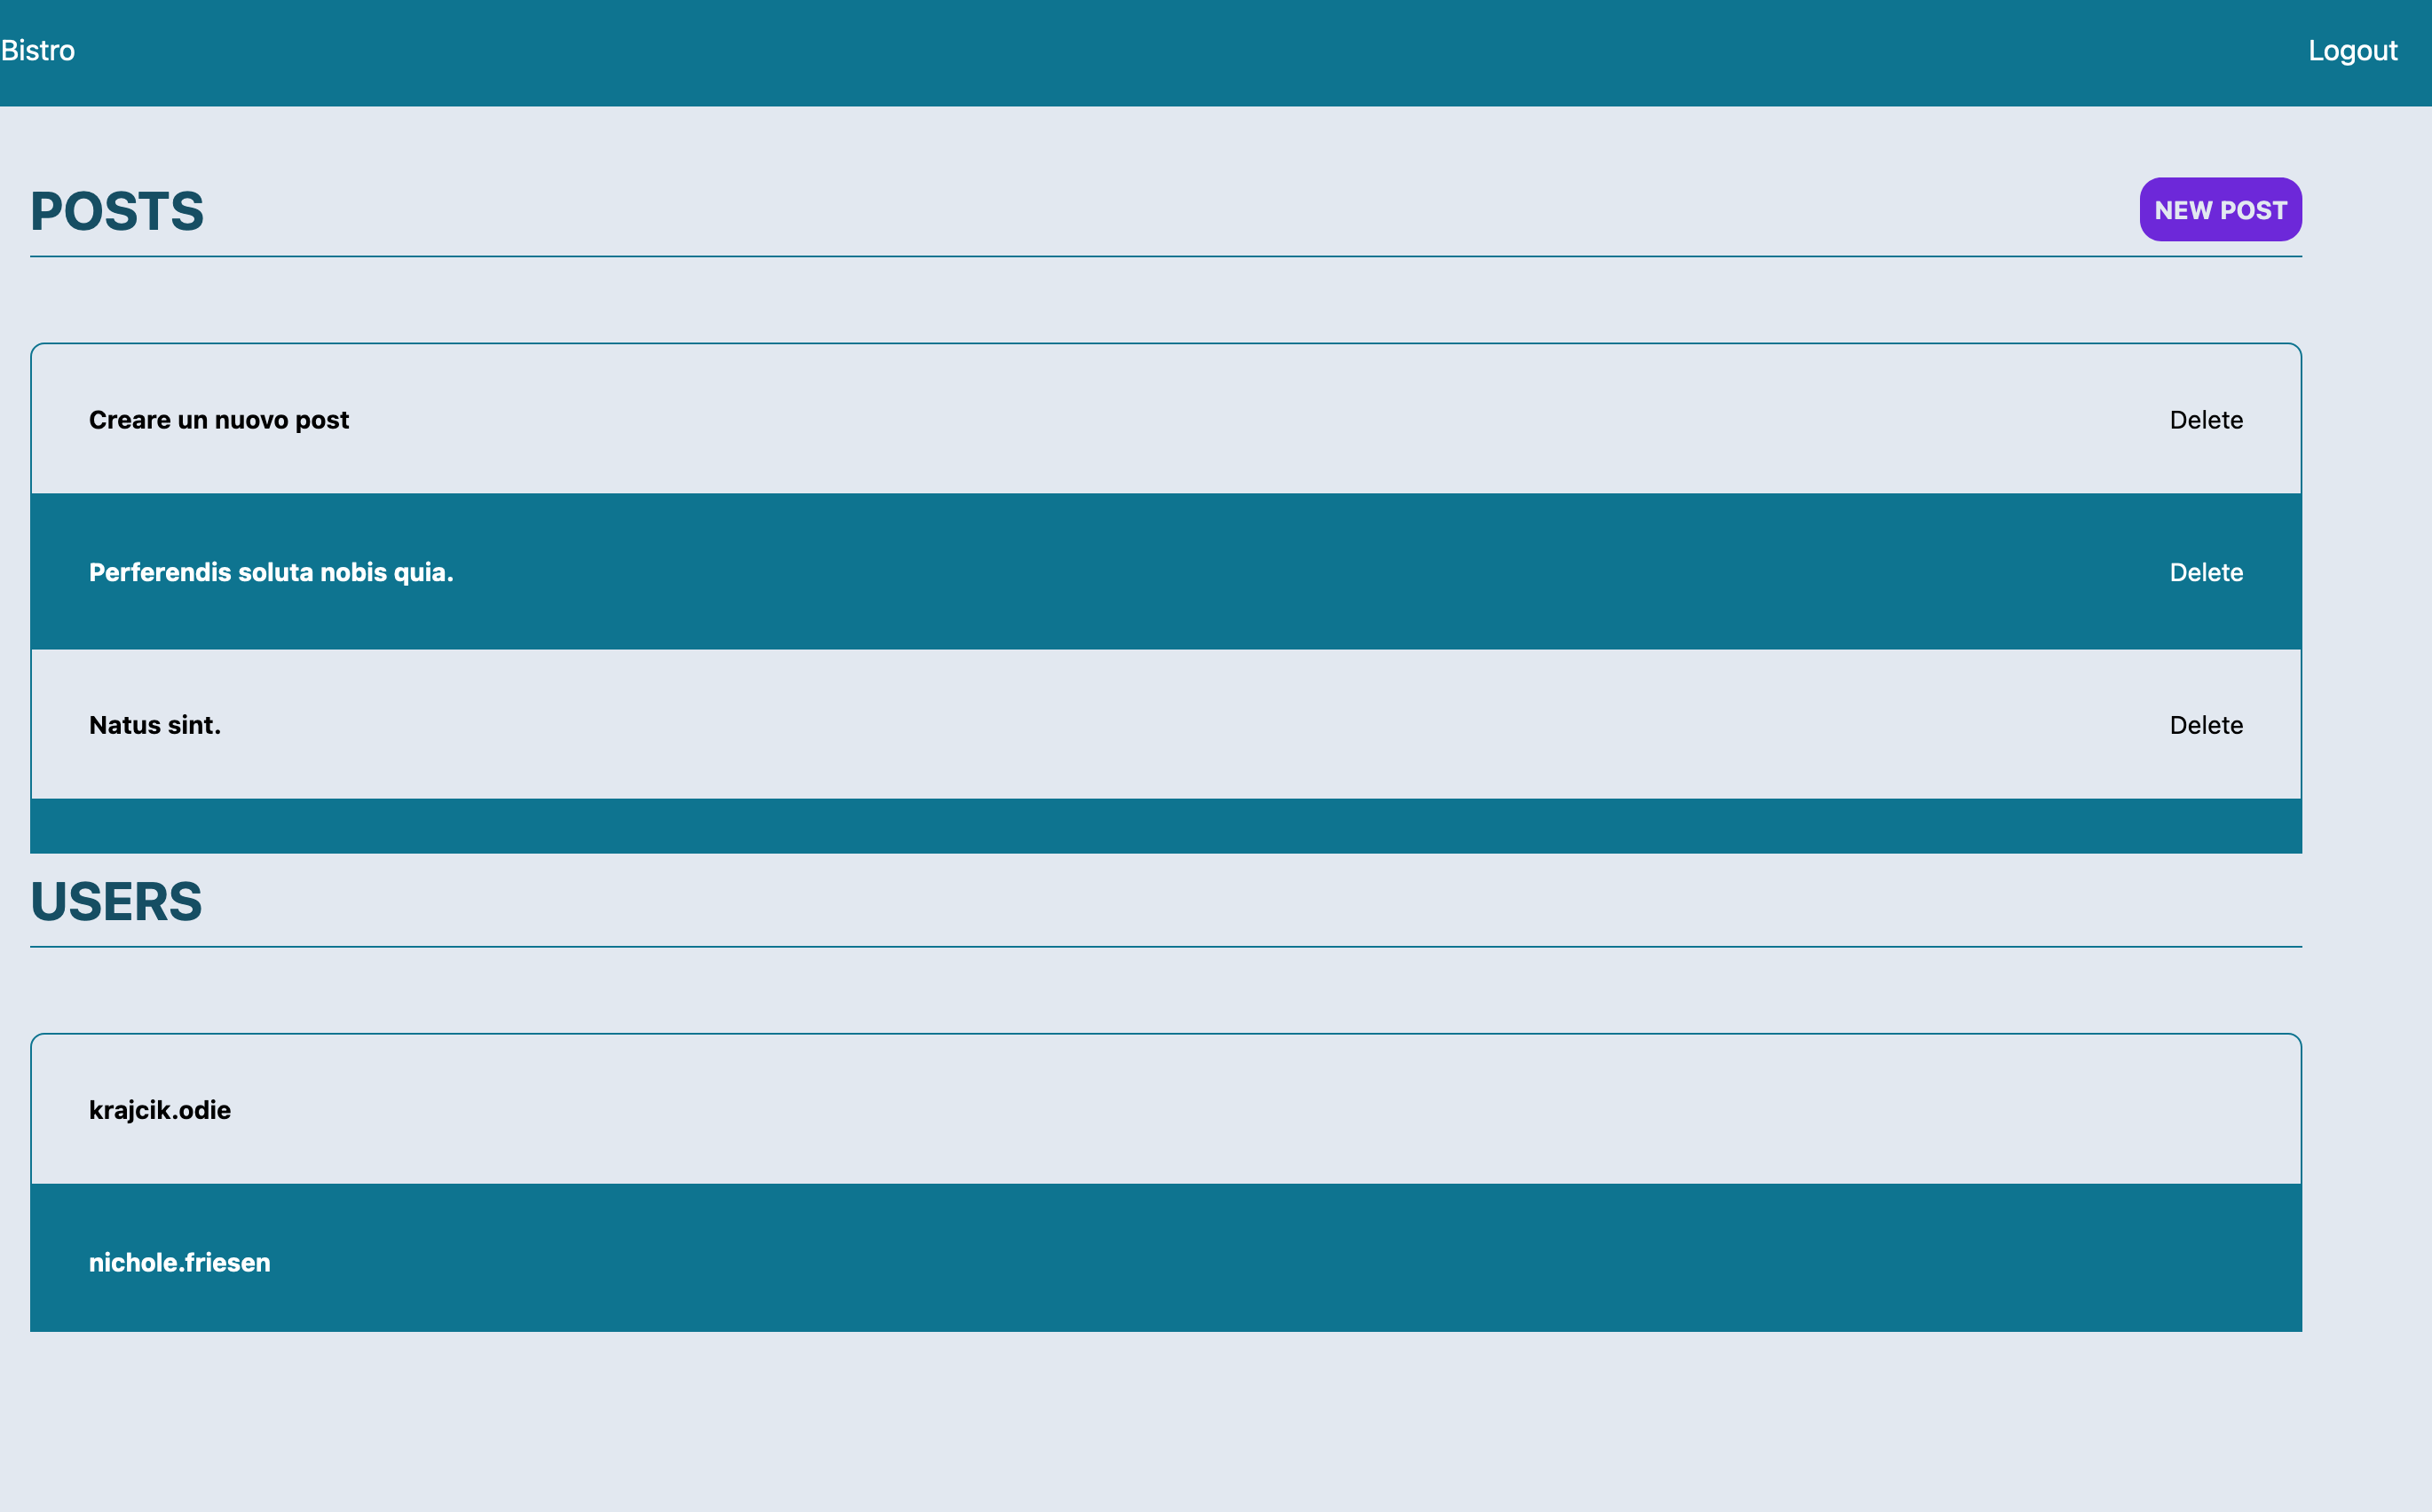 Bistro
Logout
POSTS
NEW POST
Creare un nuovo post
Delete
Perferendis soluta nobis quia.
Delete
Natus sint.
Delete
USERS
krajcik.odie
nichole.friesen